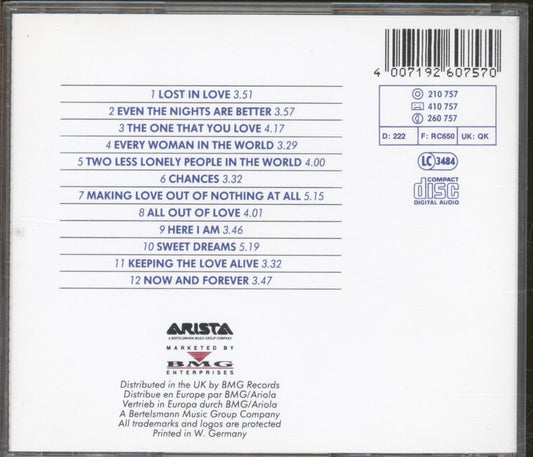 1 LOST IN LOVE 3.51
2 EVEN THE NIGHTS ARE BETTER 3.57
3 THE ONE THAT YOU LOVE 4.17
4 EVERY WOMAN IN THE WORLD 3.29
5 TWO LESS LONELY PEOPLE IN THE WORLD 4.00
6 CHANCES 3.32
7 MAKING LOVE OUT OF NOTHING AT ALL 5.15
8 ALL OUT OF LOVE 4.01
9 HERE I AM 3.46
10 SWEET DREAMS 5.19
11 KEEPING THE LOVE ALIVE 3.32
12 NOW AND FOREVER 3.47
4 007192 607570
210 757
410 757
260 757
D: 222 F: RC650 UK: QK
LC 3484
COMPACT
disc
DIGITAL AUDIO
ARISTA
A BERTELSMANN MUSIC GROUP COMPANY
MARKETED BY
BMG
ENTERPRISES
Distributed in the UK by BMG Records
Distribue en Europe par BMG/Ariola
Vertrieb in Europa durch BMG/Ariola
A Bertelsmann Music Group Company
All trademarks and logos are protected
Printed in W. Germany